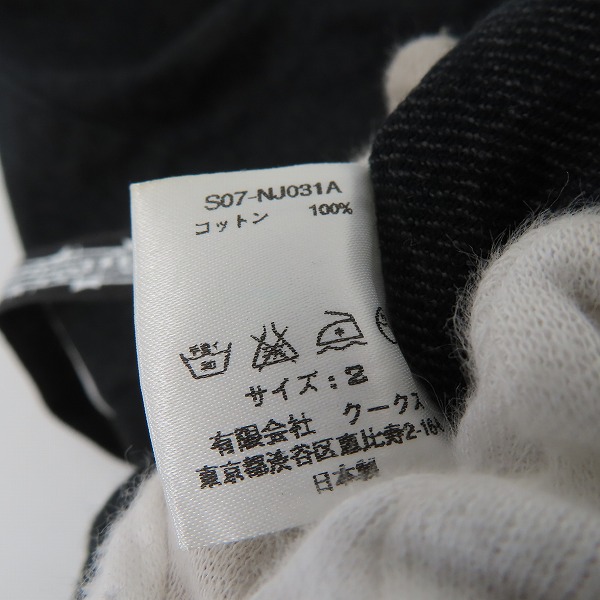 S07-NJ031A
コットン 100%
サイズ:2
有限会社 クークス
東京都渋谷区恵比寿2-16
日本製